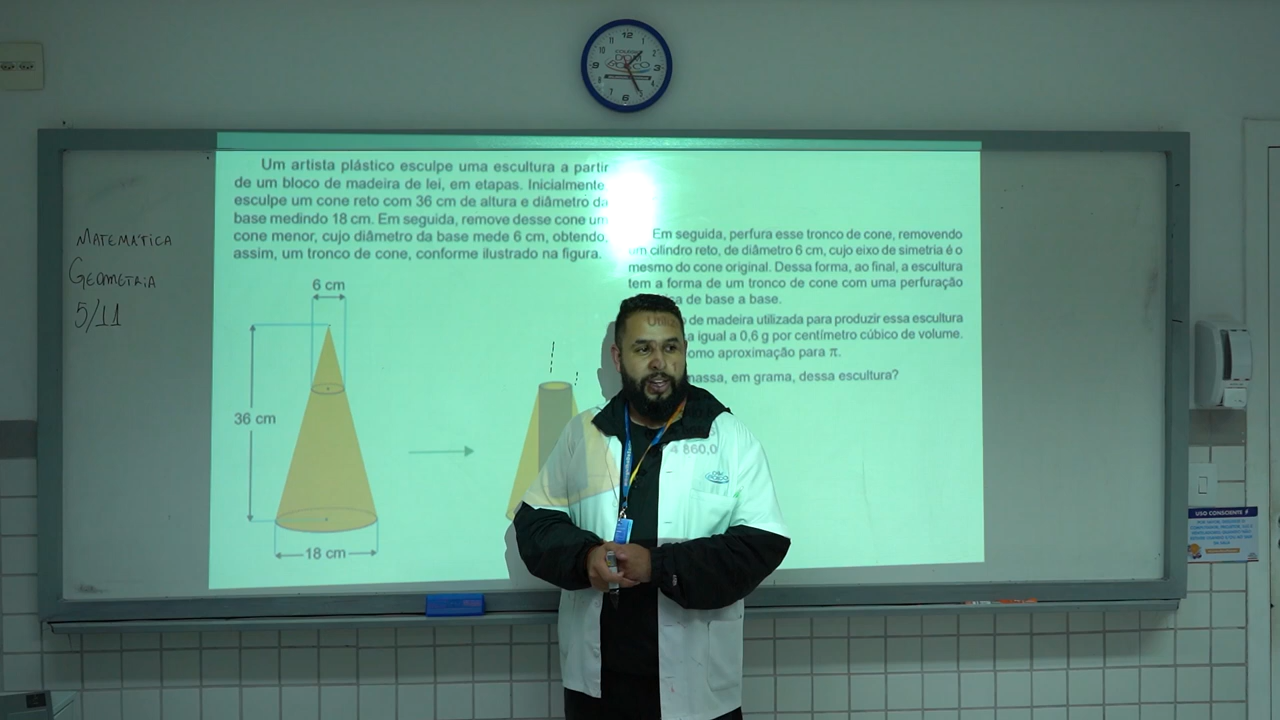 12
MATEMÁTICA
GEOMETRIA
5/11
Um artista plástico esculpe uma escultura a partir
de um bloco de madeira de lei, em etapas. Inicialmente
esculpe um cone reto com 36 cm de altura e diâmetro da
base medindo 18 cm. Em seguida, remove desse cone um
cone menor, cujo diâmetro da base mede 6 cm, obtendo,
assim, um tronco de cone, conforme ilustrado na figura.
6 cm
36 cm
18 cm
Em seguida, perfura esse tronco de cone, removendo
um cilindro reto, de diâmetro 6 cm, cujo eixo de simetria é o
mesmo do cone original. Dessa forma, ao final, a escultura
tem a forma de um tronco de cone com uma perfuração
de base a base.
de madeira utilizada para produzir essa escultura
igual a 0,6 g por centímetro cúbico de volume.
como aproximação para π.
massa, em grama, dessa escultura?
4 860,0
USO CONSCIENTE